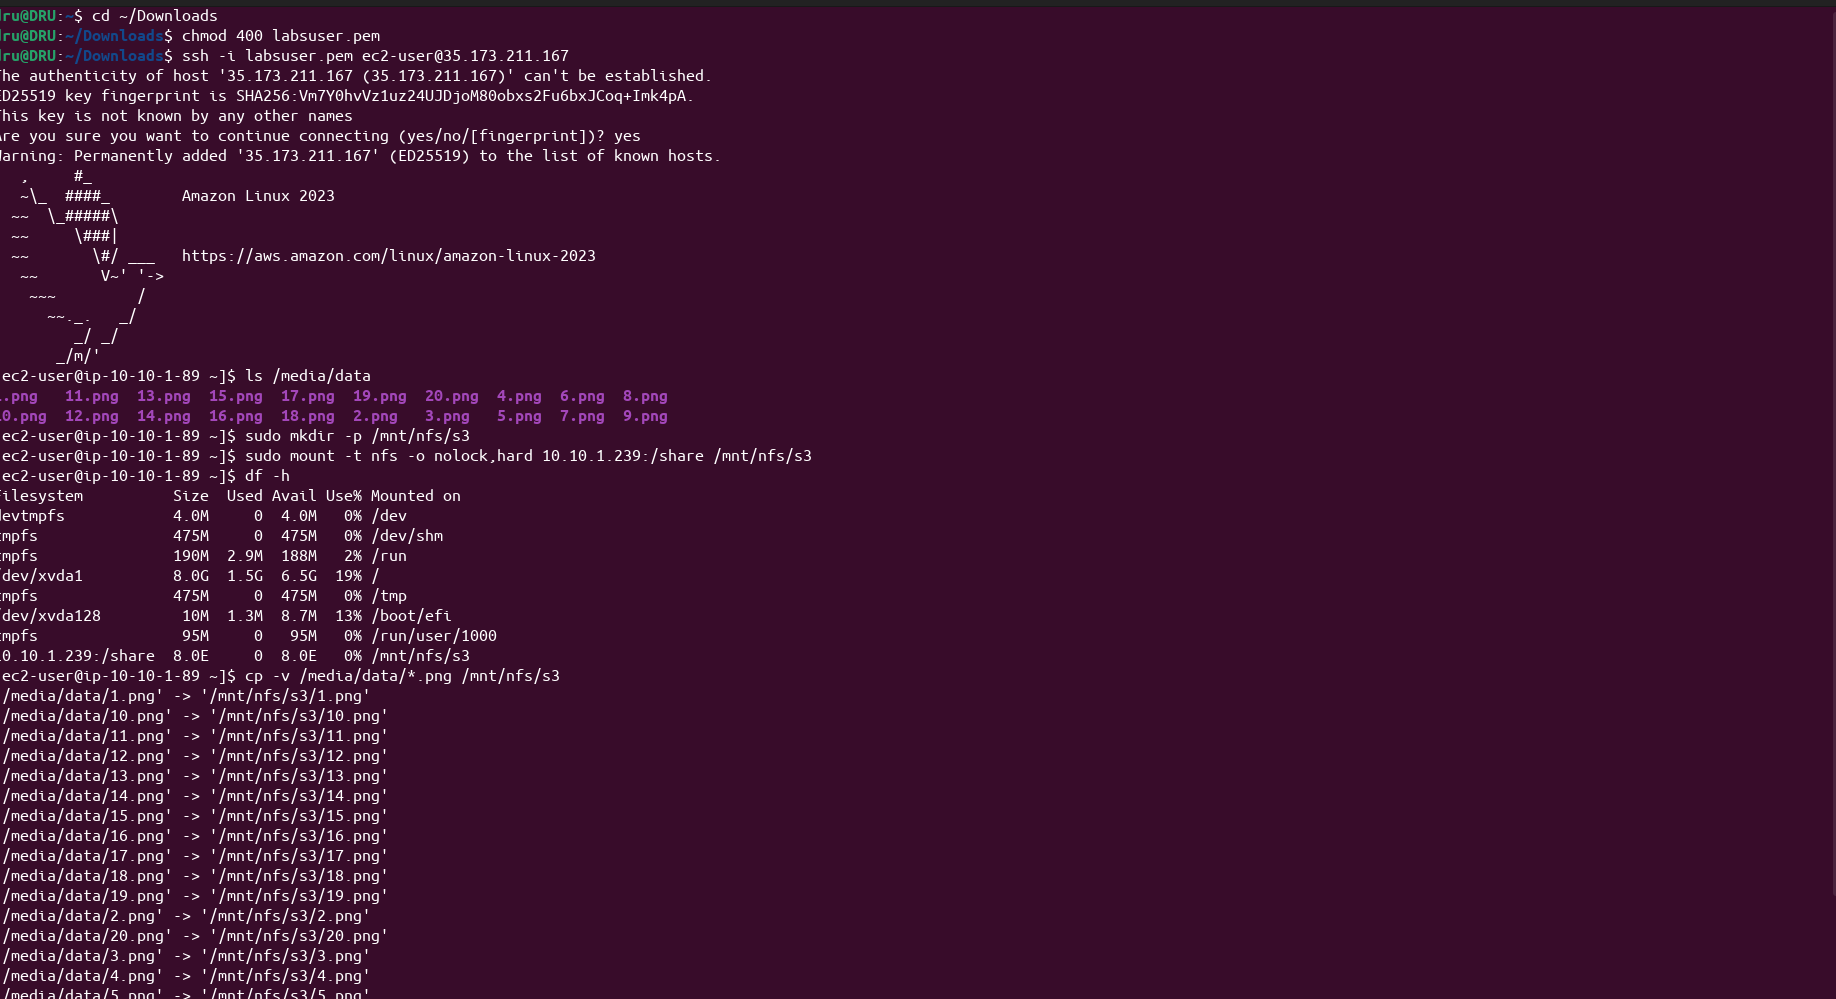 dru@DRU:~$ cd ~/Downloads
dru@DRU:~/Downloads$ chmod 400 labsuser.pem
dru@DRU:~/Downloads$ ssh -i labsuser.pem ec2-user@35.173.211.167
The authenticity of host '35.173.211.167 (35.173.211.167)' can't be established.
ED25519 key fingerprint is SHA256:Vm7Y0hvVz1uz24UJDjoM80obxs2Fu6bxJCoq+Imk4pA.
This key is not known by any other names
Are you sure you want to continue connecting (yes/no/[fingerprint])? yes
Warning: Permanently added '35.173.211.167' (ED25519) to the list of known hosts.
   ,     #_
   ~\_  ####_        Amazon Linux 2023
  ~~  \_#####\
  ~~     \###|
  ~~       \#/ ___   https://aws.amazon.com/linux/amazon-linux-2023
   ~~       V~' '->
    ~~~         /
      ~~._.   _/
         _/ _/
       _/m/'
ec2-user@ip-10-10-1-89 ~]$ ls /media/data
1.png   11.png  13.png  15.png  17.png  19.png  20.png  4.png  6.png  8.png
10.png  12.png  14.png  16.png  18.png  2.png   3.png   5.png  7.png  9.png
ec2-user@ip-10-10-1-89 ~]$ sudo mkdir -p /mnt/nfs/s3
ec2-user@ip-10-10-1-89 ~]$ sudo mount -t nfs -o nolock,hard 10.10.1.239:/share /mnt/nfs/s3
ec2-user@ip-10-10-1-89 ~]$ df -h
Filesystem          Size  Used Avail Use% Mounted on
devtmpfs            4.0M     0  4.0M   0% /dev
tmpfs               475M     0  475M   0% /dev/shm
tmpfs               190M  2.9M  188M   2% /run
/dev/xvda1          8.0G  1.5G  6.5G  19% /
tmpfs               475M     0  475M   0% /tmp
/dev/xvda128         10M  1.3M  8.7M  13% /boot/efi
tmpfs                95M     0   95M   0% /run/user/1000
10.10.1.239:/share  8.0E     0  8.0E   0% /mnt/nfs/s3
ec2-user@ip-10-10-1-89 ~]$ cp -v /media/data/*.png /mnt/nfs/s3
'/media/data/1.png' -> '/mnt/nfs/s3/1.png'
'/media/data/10.png' -> '/mnt/nfs/s3/10.png'
'/media/data/11.png' -> '/mnt/nfs/s3/11.png'
'/media/data/12.png' -> '/mnt/nfs/s3/12.png'
'/media/data/13.png' -> '/mnt/nfs/s3/13.png'
'/media/data/14.png' -> '/mnt/nfs/s3/14.png'
'/media/data/15.png' -> '/mnt/nfs/s3/15.png'
'/media/data/16.png' -> '/mnt/nfs/s3/16.png'
'/media/data/17.png' -> '/mnt/nfs/s3/17.png'
'/media/data/18.png' -> '/mnt/nfs/s3/18.png'
'/media/data/19.png' -> '/mnt/nfs/s3/19.png'
'/media/data/2.png' -> '/mnt/nfs/s3/2.png'
'/media/data/20.png' -> '/mnt/nfs/s3/20.png'
'/media/data/3.png' -> '/mnt/nfs/s3/3.png'
'/media/data/4.png' -> '/mnt/nfs/s3/4.png'
'/media/data/5.png' -> '/mnt/nfs/s3/5.png'